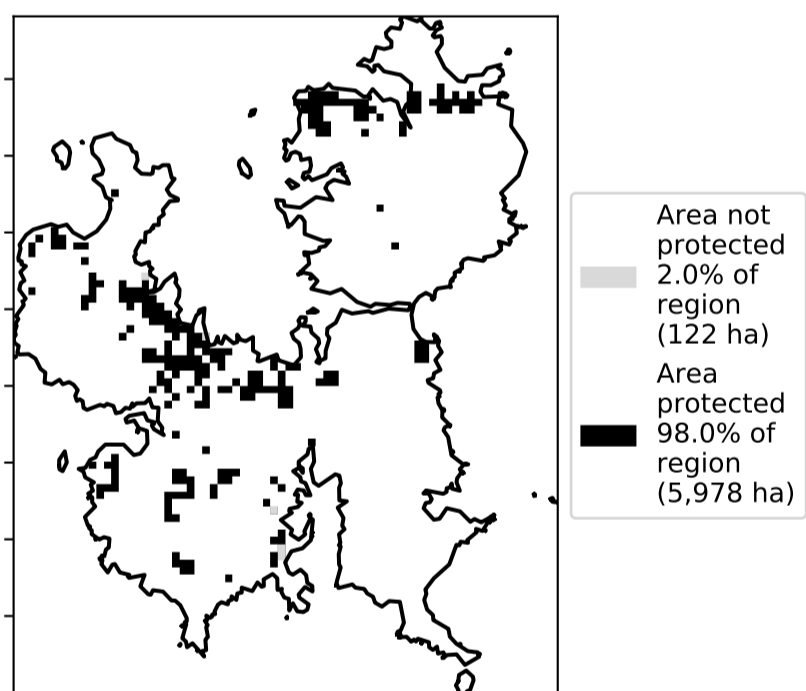 Area not
protected
2.0% of
region
(122 ha)
Area
protected
98.0% of
region
(5,978 ha)